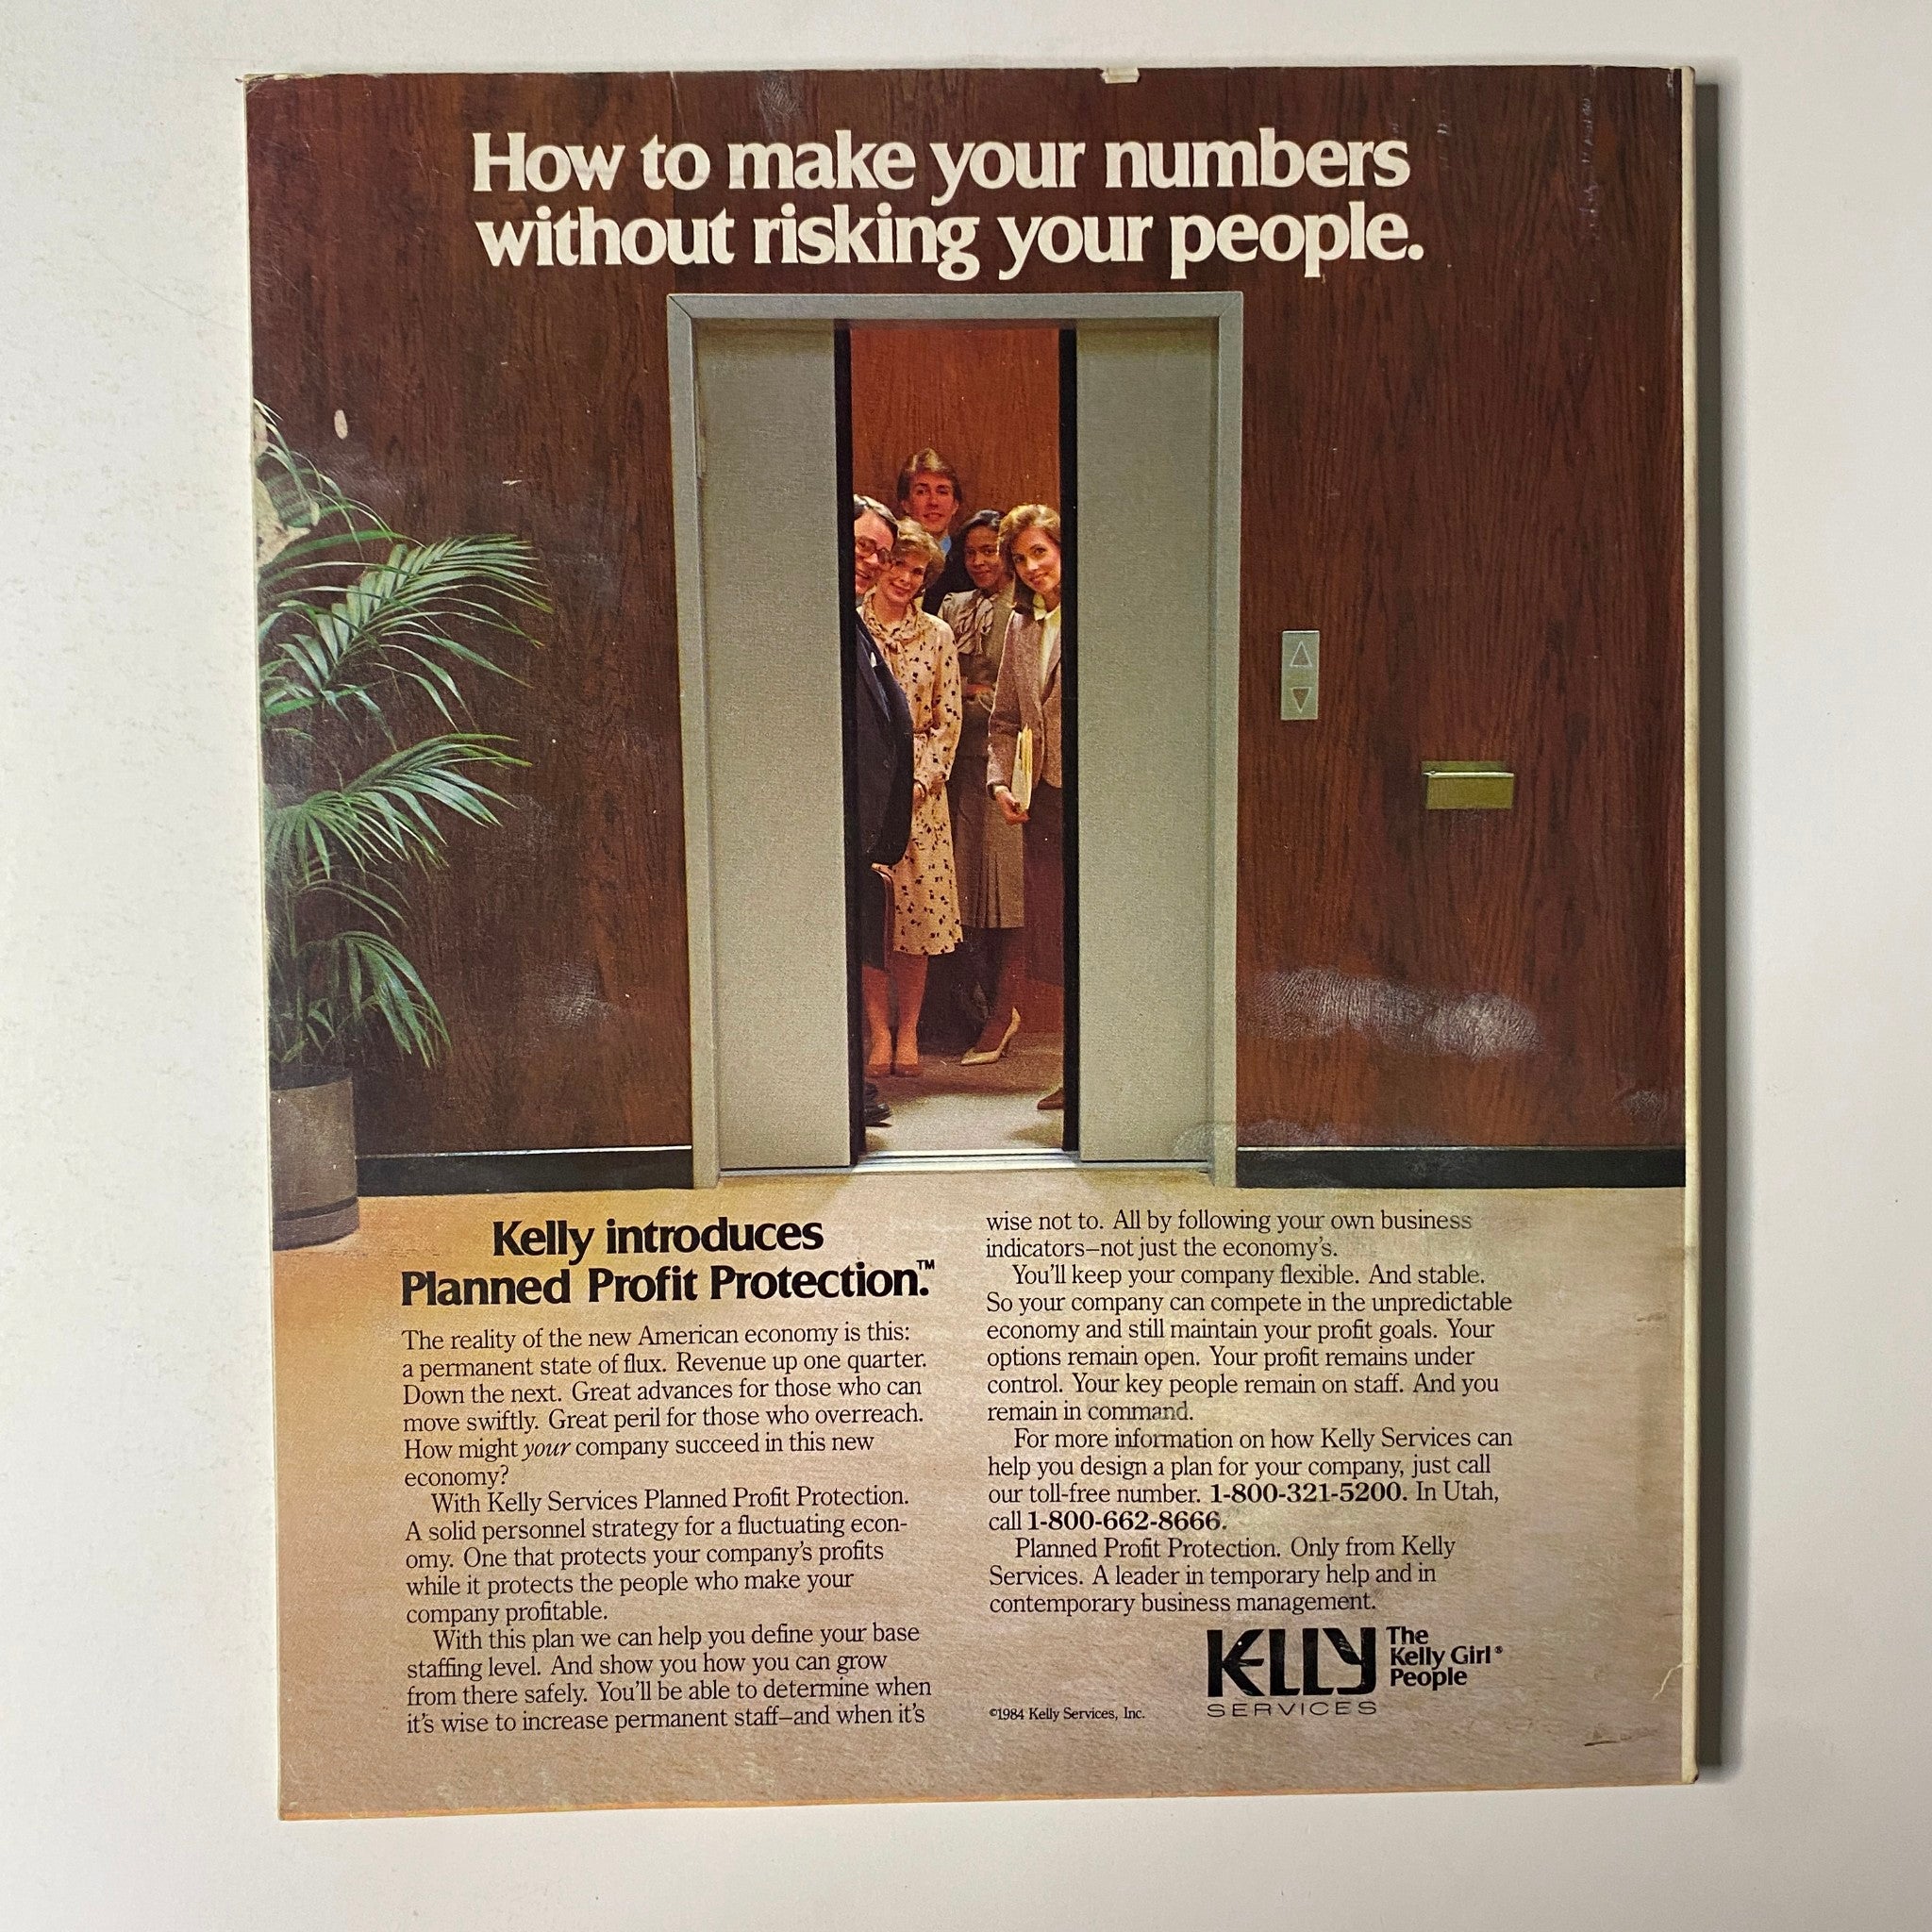 How to make your numbers
without risking your people.
Kelly introduces
Planned Profit Protection.™
The reality of the new American economy is this:
a permanent state of flux. Revenue up one quarter.
Down the next. Great advances for those who can
move swiftly. Great peril for those who overreach.
How might your company succeed in this new
economy?
With Kelly Services Planned Profit Protection.
A solid personnel strategy for a fluctuating econ-
omy. One that protects your company's profits
while it protects the people who make your
company profitable.
With this plan we can help you define your base
staffing level. And show you how you can grow
from there safely. You'll be able to determine when
it's wise to increase permanent staff–and when it's
wise not to. All by following your own business
indicators–not just the economy's.
You'll keep your company flexible. And stable.
So your company can compete in the unpredictable
economy and still maintain your profit goals. Your
options remain open. Your profit remains under
control. Your key people remain on staff. And you
remain in command.
For more information on how Kelly Services can
help you design a plan for your company, just call
our toll-free number. 1-800-321-5200. In Utah,
call 1-800-662-8666.
Planned Profit Protection. Only from Kelly
Services. A leader in temporary help and in
contemporary business management.
©1984 Kelly Services, Inc.
KELLY
SERVICES
The
Kelly Girl®
People